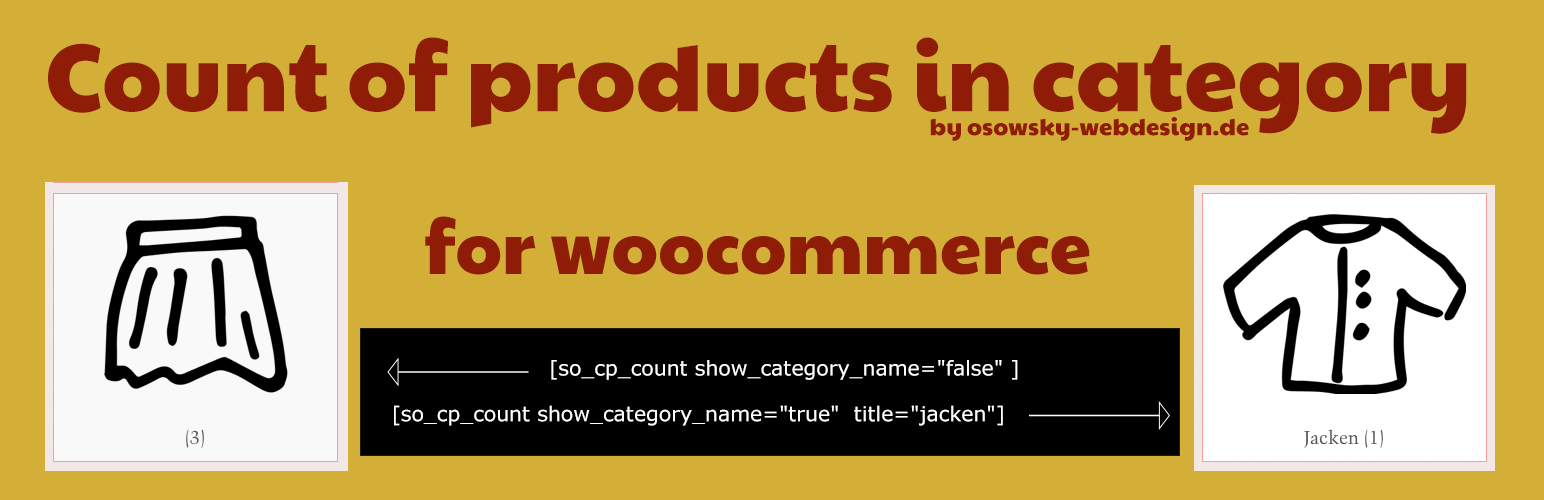 Count of products in category
by osowsky-webdesign.de
for woocommerce
[so_cp_count show_category_name="false" ]
[so_cp_count show_category_name="true"  title="jacken"]
(3)
Jacken (1)